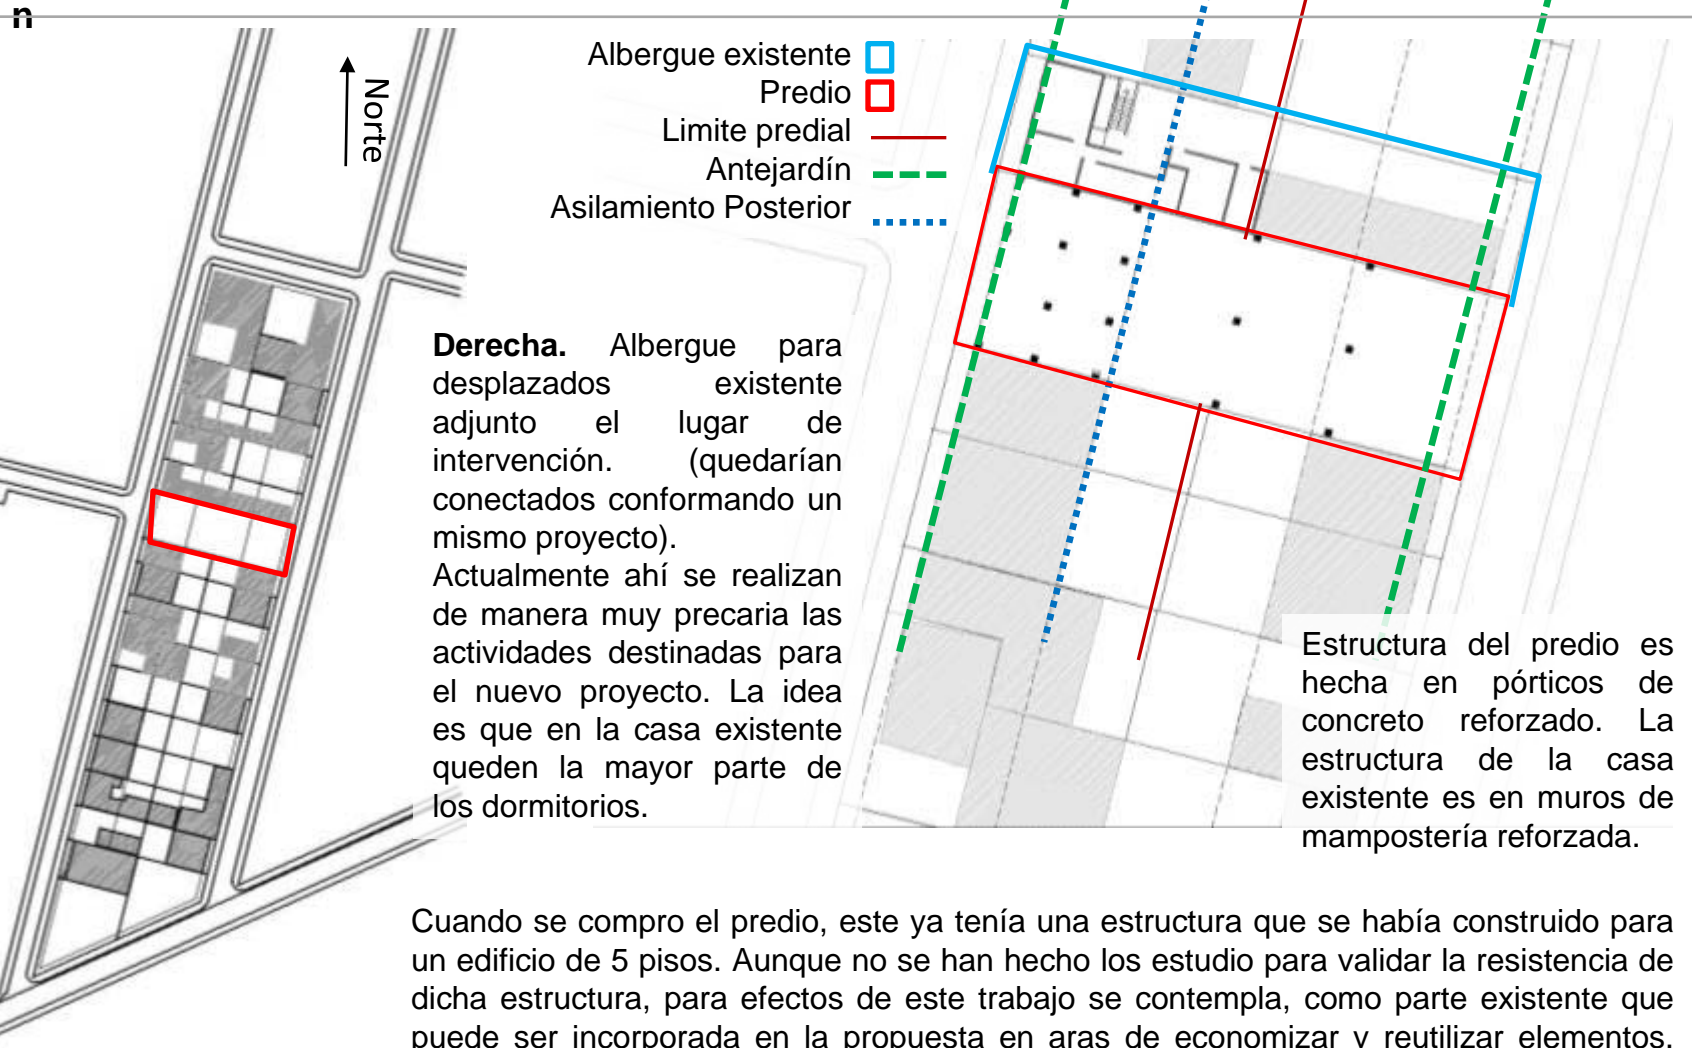 n
Norte
Albergue existente
Predio
Limite predial
Antejardín
Asilamiento Posterior
Derecha. Albergue para
desplazados existente
adjunto el lugar de
intervención. (quedarían
conectados conformando un
mismo proyecto).
Actualmente ahí se realizan
de manera muy precaria las
actividades destinadas para
el nuevo proyecto. La idea
es que en la casa existente
queden la mayor parte de
los dormitorios.
Estructura del predio es
hecha en pórticos de
concreto reforzado. La
estructura de la casa
existente es en muros de
mampostería reforzada.
Cuando se compro el predio, este ya tenía una estructura que se había construido para
un edificio de 5 pisos. Aunque no se han hecho los estudio para validar la resistencia de
dicha estructura, para efectos de este trabajo se contempla, como parte existente que
puede ser incorporada en la propuesta en aras de economizar y reutilizar elementos.